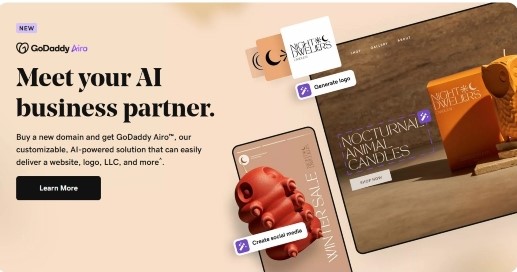 NEW
GoDaddy Airo
Meet your AI
business partner.
Buy a new domain and get GoDaddy Airo™, our
customizable, AI-powered solution that can easily
deliver a website, logo, LLC, and more^.
Learn More
NIGHT
DWELLERS
Generate logo
SHOP GALLERY ABOUT
NIGHT
DWELLERS
NOCTURNAL
ANIMAL
CANDLES
SHOP NOW
WINTER SALE
Create social media